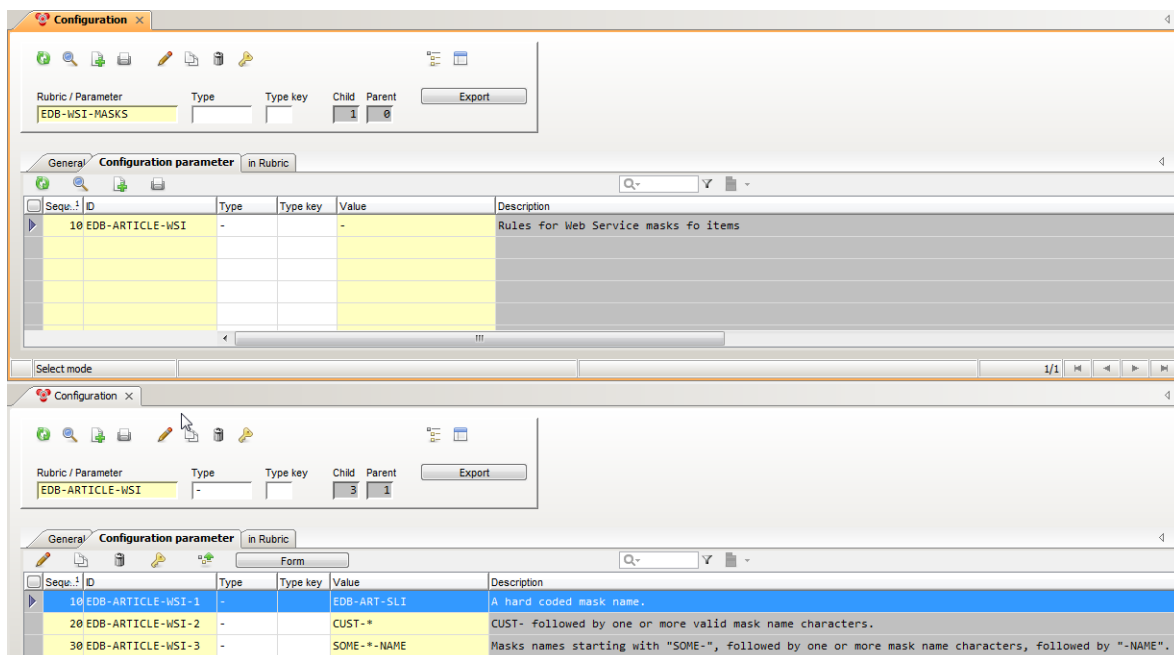 Configuration
Rubric / Parameter Type Type key Child Parent Export
EDB-WSI-MASKS 1 0
General Configuration parameter in Rubric
Seque..1 ID Type Type key Value Description
10 EDB-ARTICLE-WSI - - Rules for Web Service masks fo items
Select mode 1/1
Configuration
Rubric / Parameter Type Type key Child Parent Export
EDB-ARTICLE-WSI - 3 1
General Configuration parameter in Rubric
Form
Seque..1 ID Type Type key Value Description
10 EDB-ARTICLE-WSI-1 - EDB-ART-SLI A hard coded mask name.
20 EDB-ARTICLE-WSI-2 - CUST-* CUST- followed by one or more valid mask name characters.
30 EDB-ARTICLE-WSI-3 - SOME-*-NAME Masks names starting with "SOME-", followed by one or more mask name characters, followed by "-NAME".